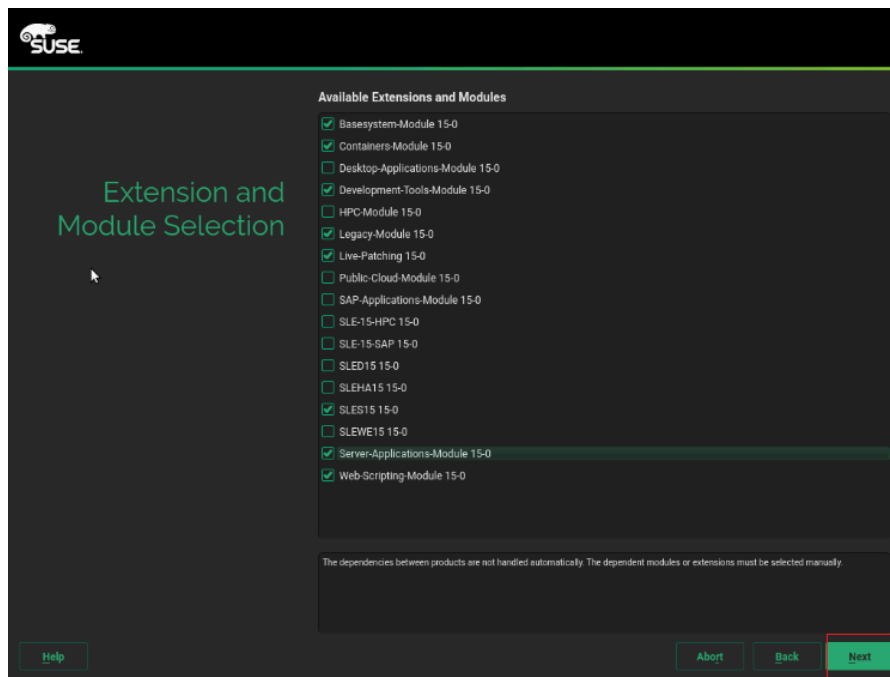 SUSE.
Available Extensions and Modules
Basesystem-Module 15-0
Containers-Module 15-0
Desktop-Applications-Module 15-0
Development-Tools-Module 15-0
Extension and
Module Selection
HPC-Module 15-0
Legacy-Module 15-0
Live-Patching 15-0
Public-Cloud-Module 15-0
SAP-Applications-Module 15-0
SLE-15-HPC 15-0
SLE-15-SAP 15-0
SLED15 15-0
SLEHA15 15-0
SLES15 15-0
SLEWE15 15-0
Server-Applications-Module 15-0
Web-Scripting-Module 15-0
The dependencies between products are not handled automatically. The dependent modules or extensions must be selected manually.
Help
Abort
Back
Next